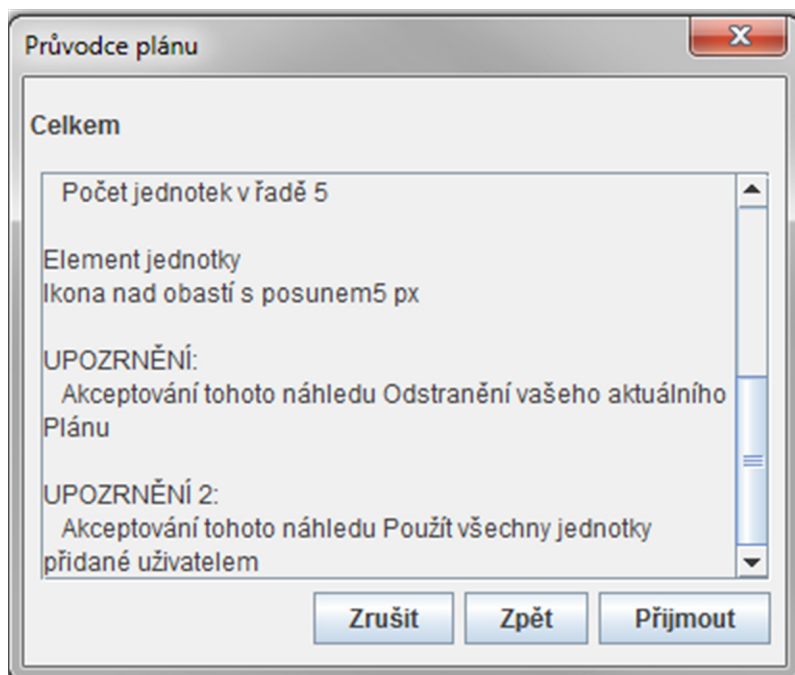 Průvodce plánu
Celkem
Počet jednotek v řadě 5
Element jednotky
Ikona nad obastí s posunem5 px
UPOZRNĚNÍ:
Akceptování tohoto náhledu Odstranění vašeho aktuálního
Plánu
UPOZRNĚNÍ 2:
Akceptování tohoto náhledu Použít všechny jednotky
přidané uživatelem
Zrušit Zpět Přijmout